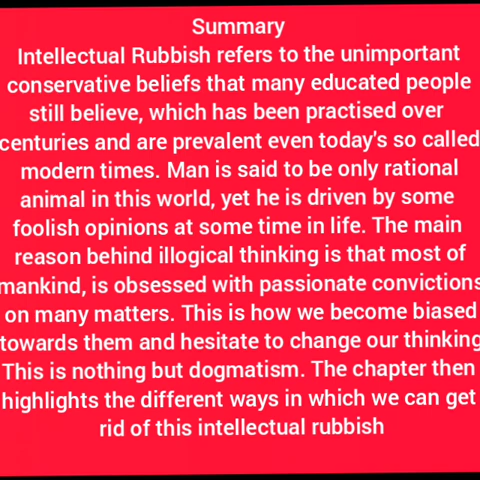 Summary
Intellectual Rubbish refers to the unimportant
conservative beliefs that many educated people
still believe, which has been practised over
centuries and are prevalent even today's so called
modern times. Man is said to be only rational
animal in this world, yet he is driven by some
foolish opinions at some time in life. The main
reason behind illogical thinking is that most of
mankind, is obsessed with passionate convictions
on many matters. This is how we become biased
towards them and hesitate to change our thinking
This is nothing but dogmatism. The chapter then
highlights the different ways in which we can get
rid of this intellectual rubbish